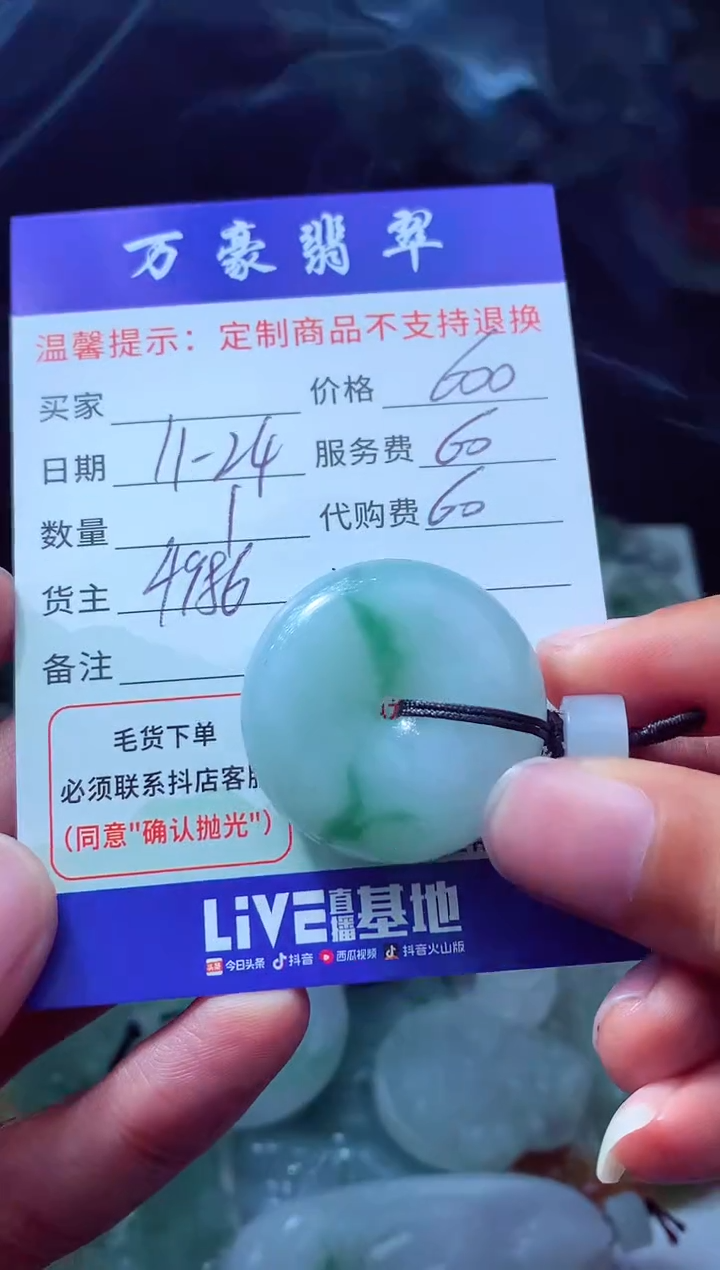 万豪翡翠
温馨提示：定制商品不支持退换
买家 价格 600
日期 11-24 服务费 60
数量 1 代购费 60
货主 4986
备注
毛货下单
必须联系抖店客服
（同意"确认抛光"）
LiVE直播基地
头条 今日头条 抖音 西瓜视频 抖音火山版